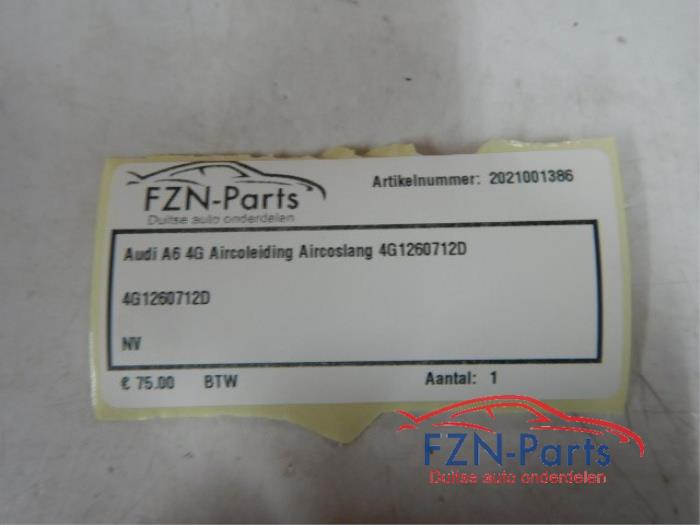 FZN-Parts
Duitse auto onderdelen
Artikelnummer: 2021001386
Audi A6 4G Aircoleiding Aircoslang 4G1260712D
4G1260712D
NV
€ 75.00 BTW Aantal: 1
FZN-Parts
Duitse auto onderdelen